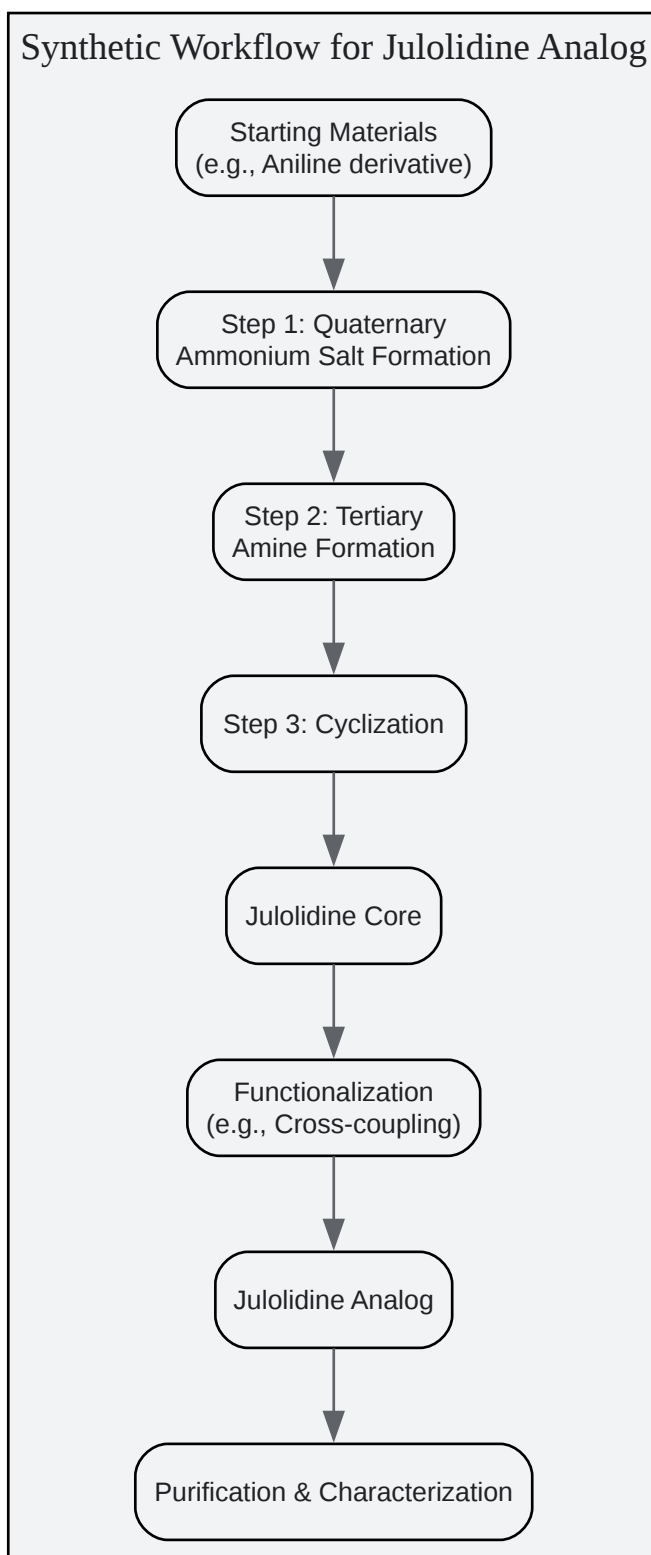 Synthetic Workflow for Julolidine Analog
Starting Materials
(e.g., Aniline derivative)
Step 1: Quaternary
Ammonium Salt Formation
Step 2: Tertiary
Amine Formation
Step 3: Cyclization
Julolidine Core
Functionalization
(e.g., Cross-coupling)
Julolidine Analog
Purification & Characterization